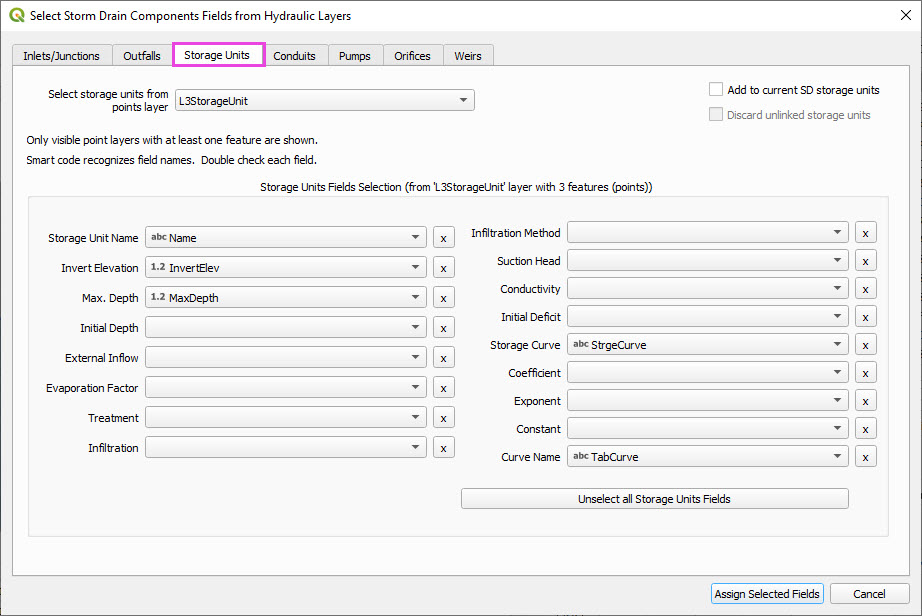 Select Storm Drain Components Fields from Hydraulic Layers
Inlets/Junctions
Outfalls
Storage Units
Conduits
Pumps
Orifices
Weirs
Select storage units from
points layer
L3StorageUnit
Add to current SD storage units
Discard unlinked storage units
Only visible point layers with at least one feature are shown.
Smart code recognizes field names. Double check each field.
Storage Units Fields Selection (from 'L3StorageUnit' layer with 3 features (points))
Storage Unit Name abc Name x
Invert Elevation 1.2 InvertElev x
Max. Depth 1.2 MaxDepth x
Initial Depth x
External Inflow x
Evaporation Factor x
Treatment x
Infiltration x
Infiltration Method x
Suction Head x
Conductivity x
Initial Deficit x
Storage Curve abc StrgeCurve x
Coefficient x
Exponent x
Constant x
Curve Name abc TabCurve x
Unselect all Storage Units Fields
Assign Selected Fields
Cancel